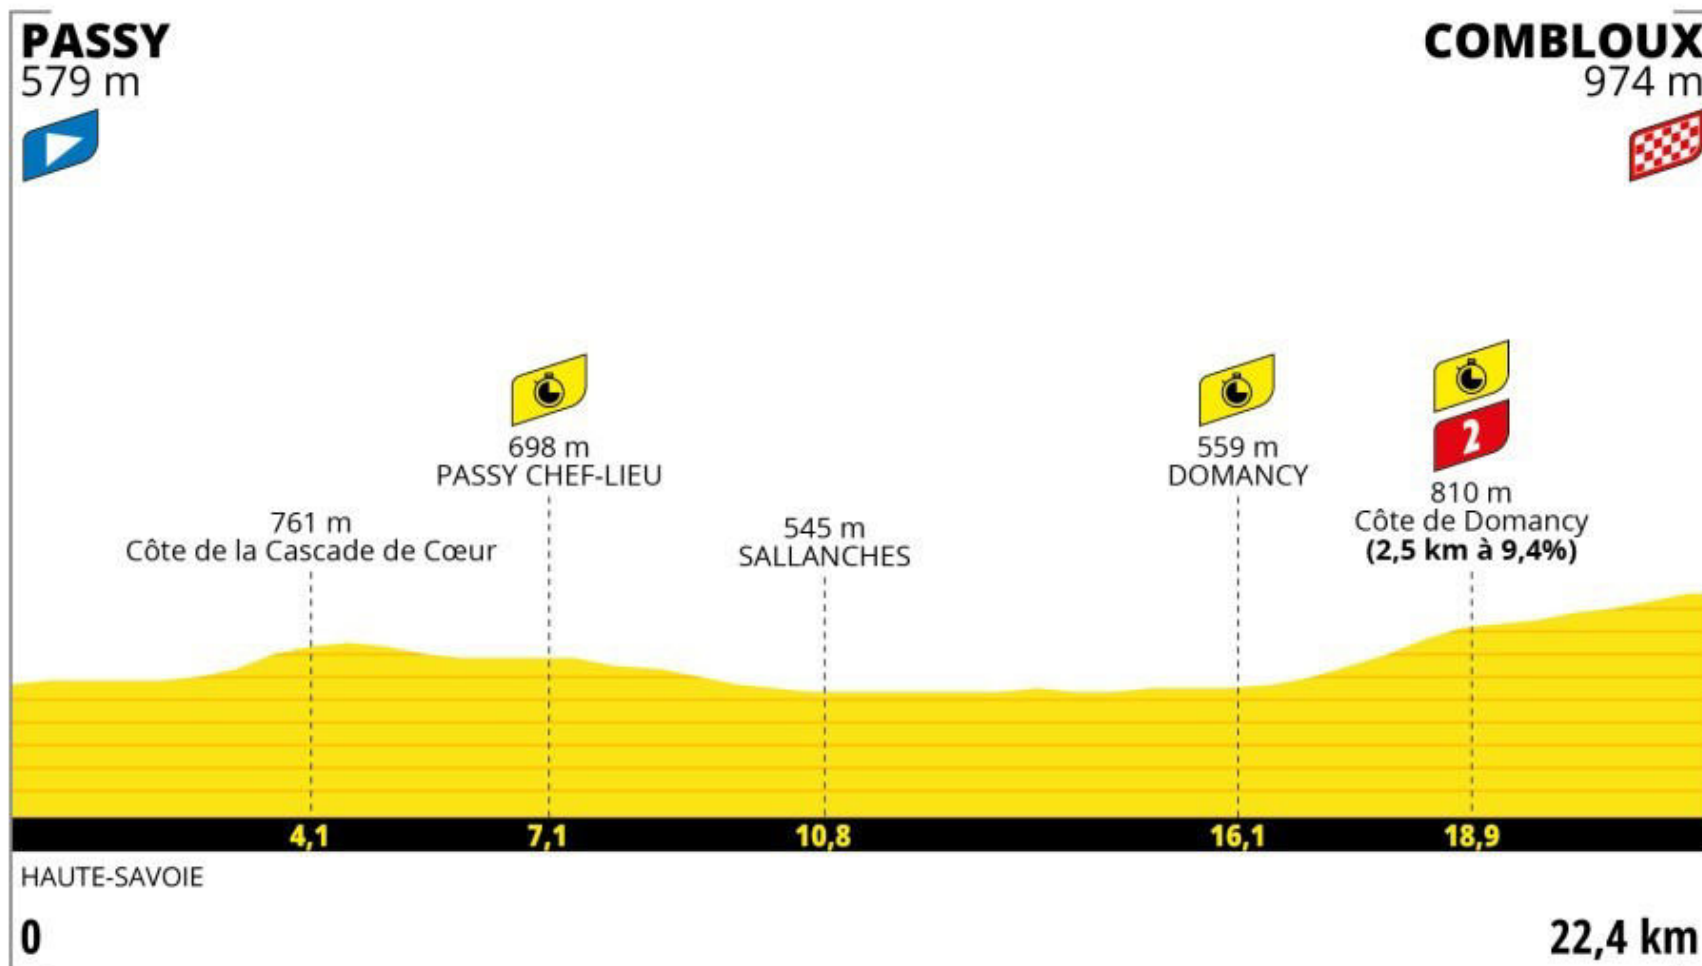 PASSY
579 m
COMBLOUX
974 m
698 m
PASSY CHEF-LIEU
559 m
DOMANCY
2
810 m
Côte de Domancy
(2,5 km à 9,4%)
761 m
Côte de la Cascade de Cœur
545 m
SALLANCHES
4,1
7,1
10,8
16,1
18,9
HAUTE-SAVOIE
0
22,4 km